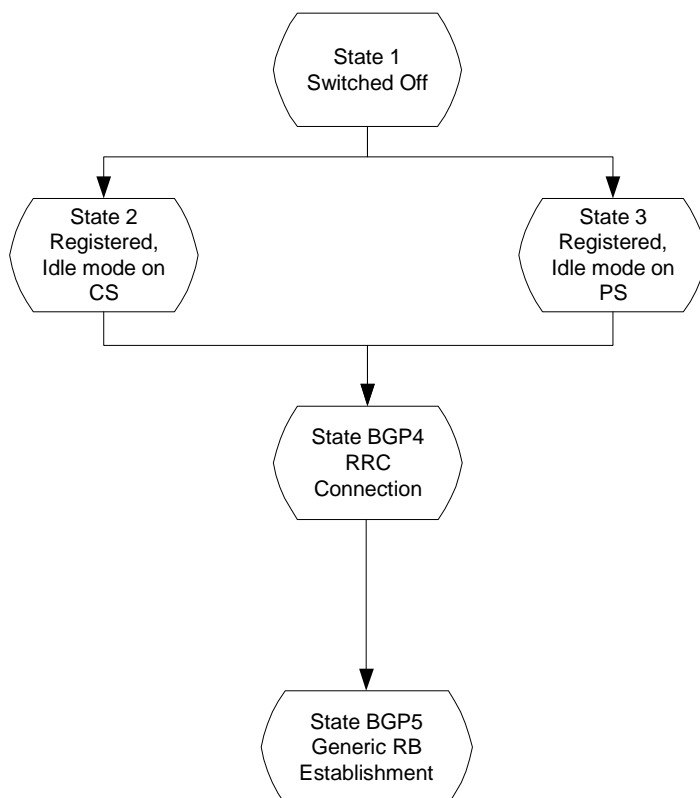 State 1
Switched Off
State 2
Registered,
Idle mode on
CS
State 3
Registered,
Idle mode on
PS
State BGP4
RRC
Connection
State BGP5
Generic RB
Establishment